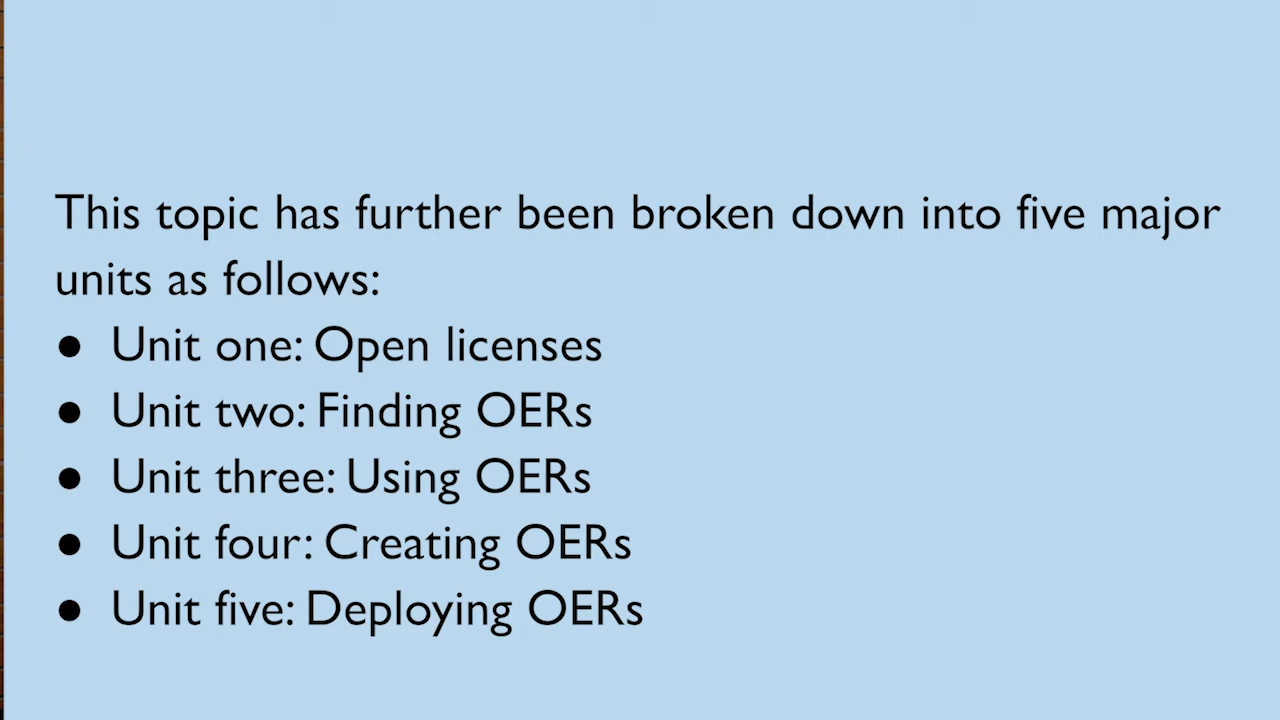 This topic has further been broken down into five major
units as follows:
● Unit one: Open licenses
● Unit two: Finding OERs
● Unit three: Using OERs
● Unit four: Creating OERs
● Unit five: Deploying OERs